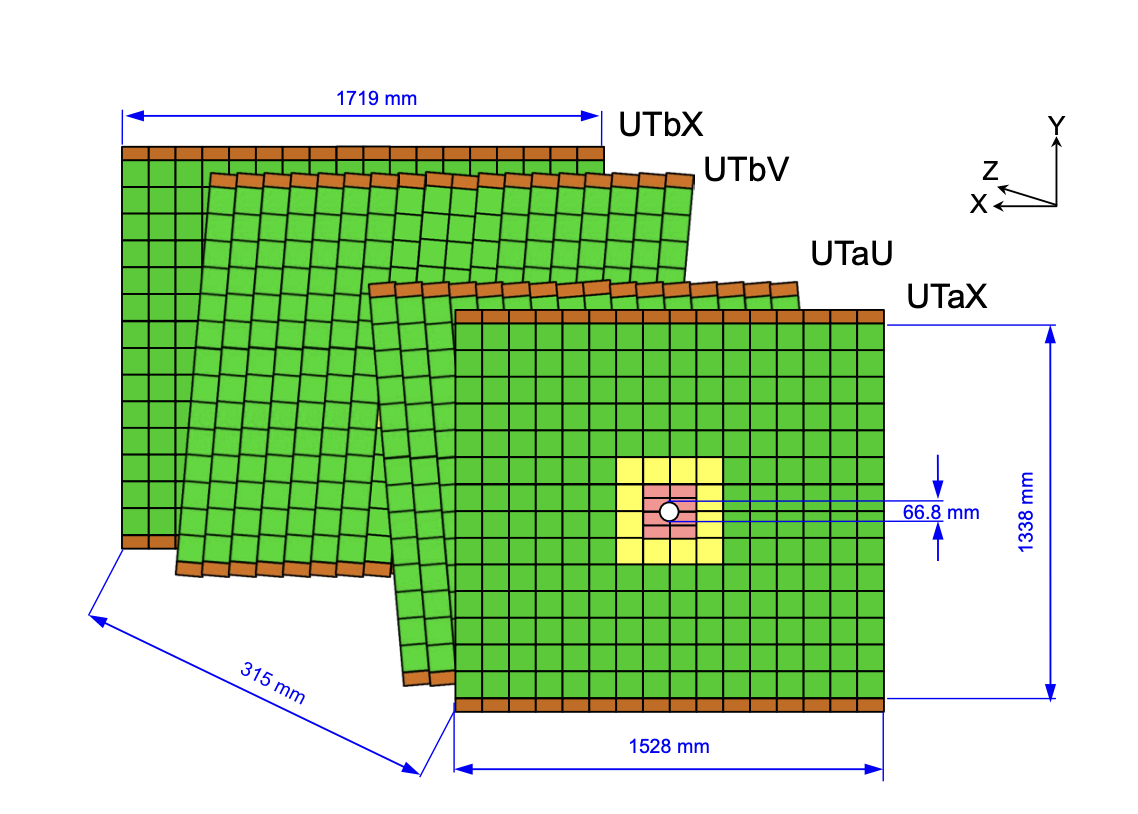 1719 mm
UTbX
Y
UTbV
Z
X
UTaU
UTaX
66.8 mm
1338 mm
315 mm
1528 mm